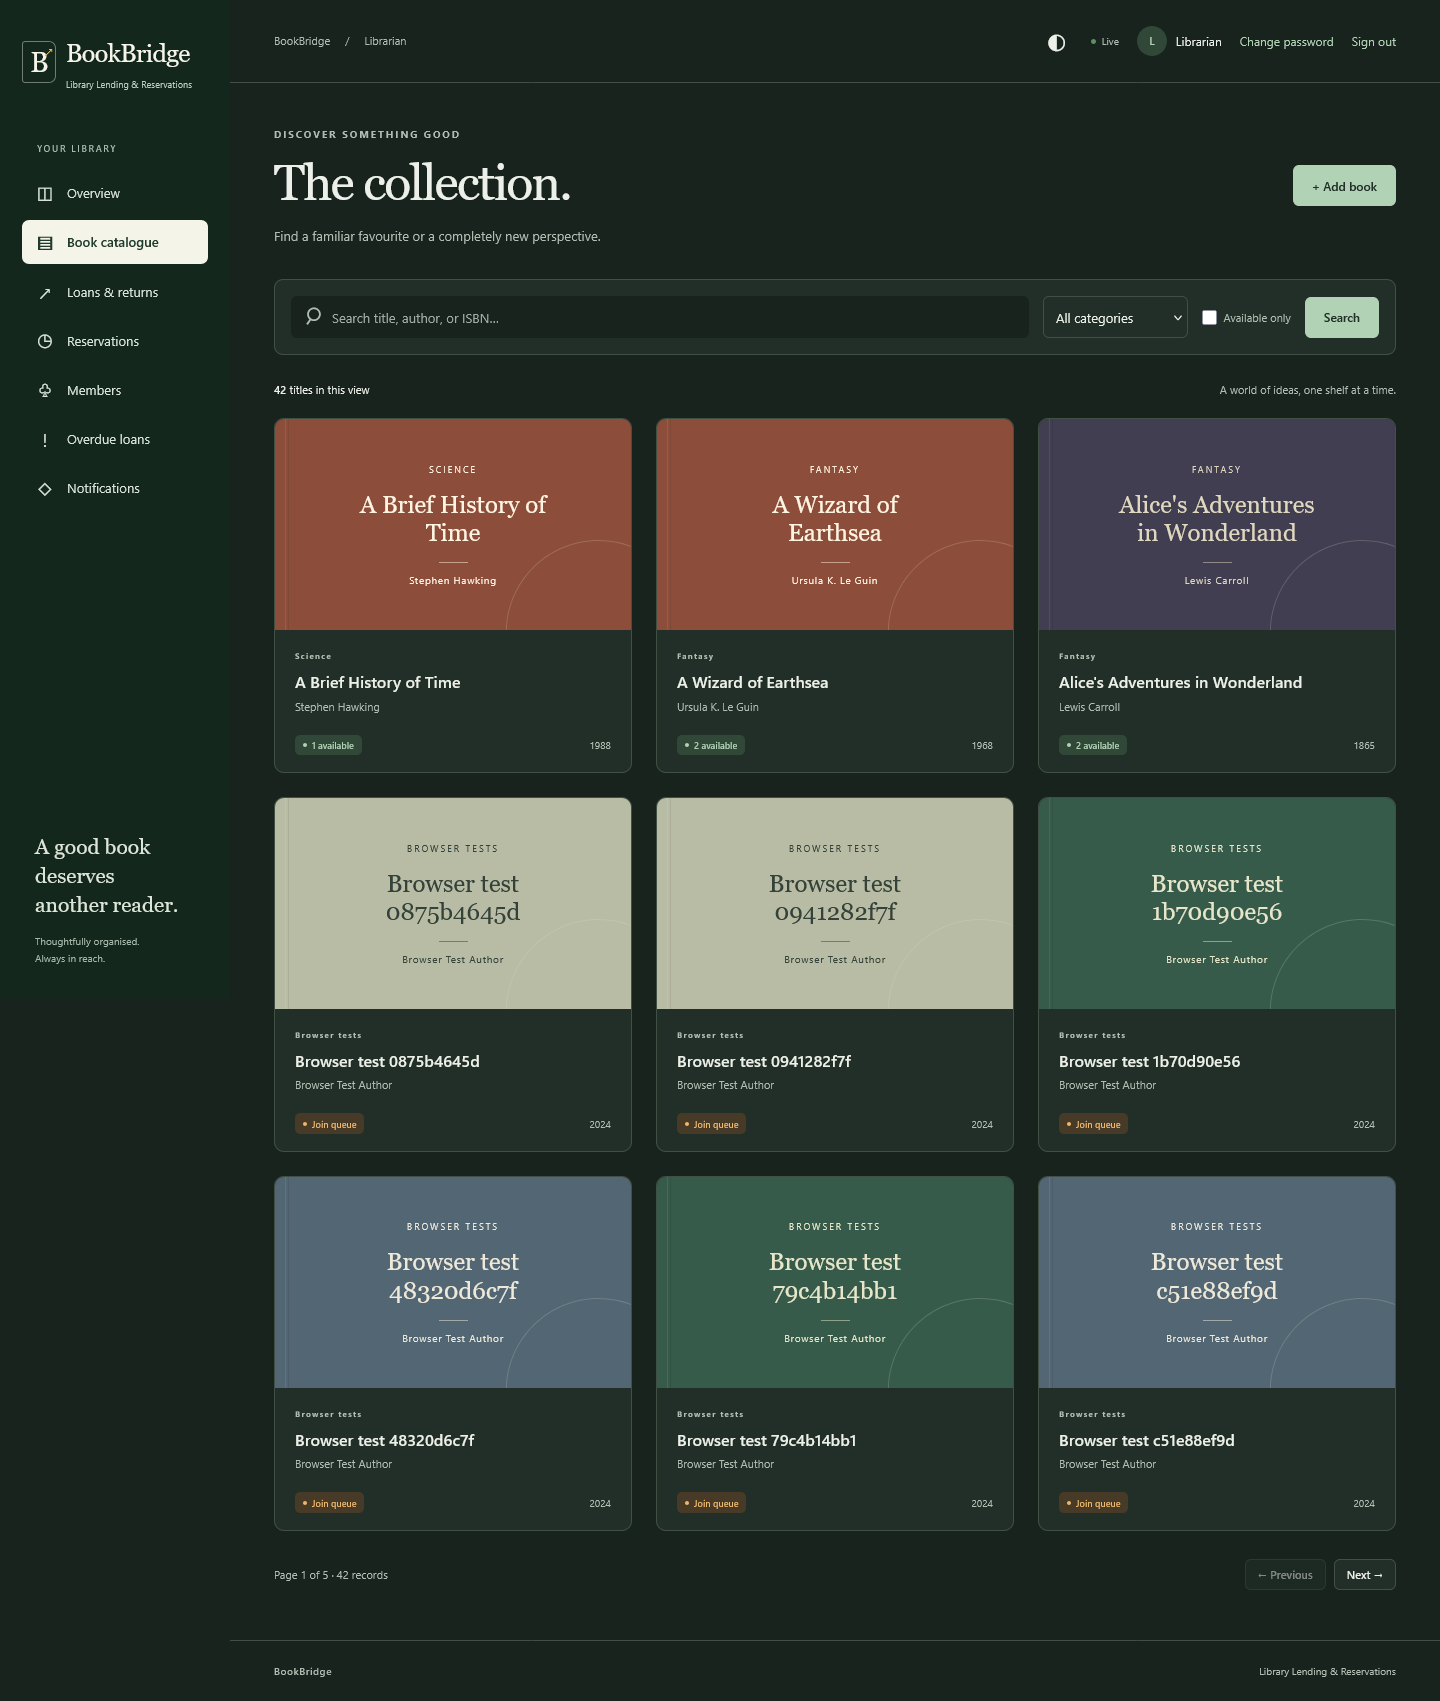 B
BookBridge
Library Lending & Reservations
YOUR LIBRARY
Overview
Book catalogue
Loans & returns
Reservations
Members
Overdue loans
Notifications
A good book
deserves
another reader.
Thoughtfully organised.
Always in reach.
BookBridge / Librarian
Live
L
Librarian
Change password
Sign out
DISCOVER SOMETHING GOOD
The collection.
+ Add book
Find a familiar favourite or a completely new perspective.
Search title, author, or ISBN...
All categories
Available only
Search
42 titles in this view
A world of ideas, one shelf at a time.
SCIENCE
A Brief History of
Time
Stephen Hawking
Science
A Brief History of Time
Stephen Hawking
1 available
1988
FANTASY
A Wizard of
Earthsea
Ursula K. Le Guin
Fantasy
A Wizard of Earthsea
Ursula K. Le Guin
2 available
1968
FANTASY
Alice's Adventures
in Wonderland
Lewis Carroll
Fantasy
Alice's Adventures in Wonderland
Lewis Carroll
2 available
1865
BROWSER TESTS
Browser test
0875b4645d
Browser Test Author
Browser tests
Browser test 0875b4645d
Browser Test Author
Join queue
2024
BROWSER TESTS
Browser test
0941282f7f
Browser Test Author
Browser tests
Browser test 0941282f7f
Browser Test Author
Join queue
2024
BROWSER TESTS
Browser test
1b70d90e56
Browser Test Author
Browser tests
Browser test 1b70d90e56
Browser Test Author
Join queue
2024
BROWSER TESTS
Browser test
48320d6c7f
Browser Test Author
Browser tests
Browser test 48320d6c7f
Browser Test Author
Join queue
2024
BROWSER TESTS
Browser test
79c4b14bb1
Browser Test Author
Browser tests
Browser test 79c4b14bb1
Browser Test Author
Join queue
2024
BROWSER TESTS
Browser test
c51e88ef9d
Browser Test Author
Browser tests
Browser test c51e88ef9d
Browser Test Author
Join queue
2024
Page 1 of 5 · 42 records
← Previous
Next →
BookBridge
Library Lending & Reservations